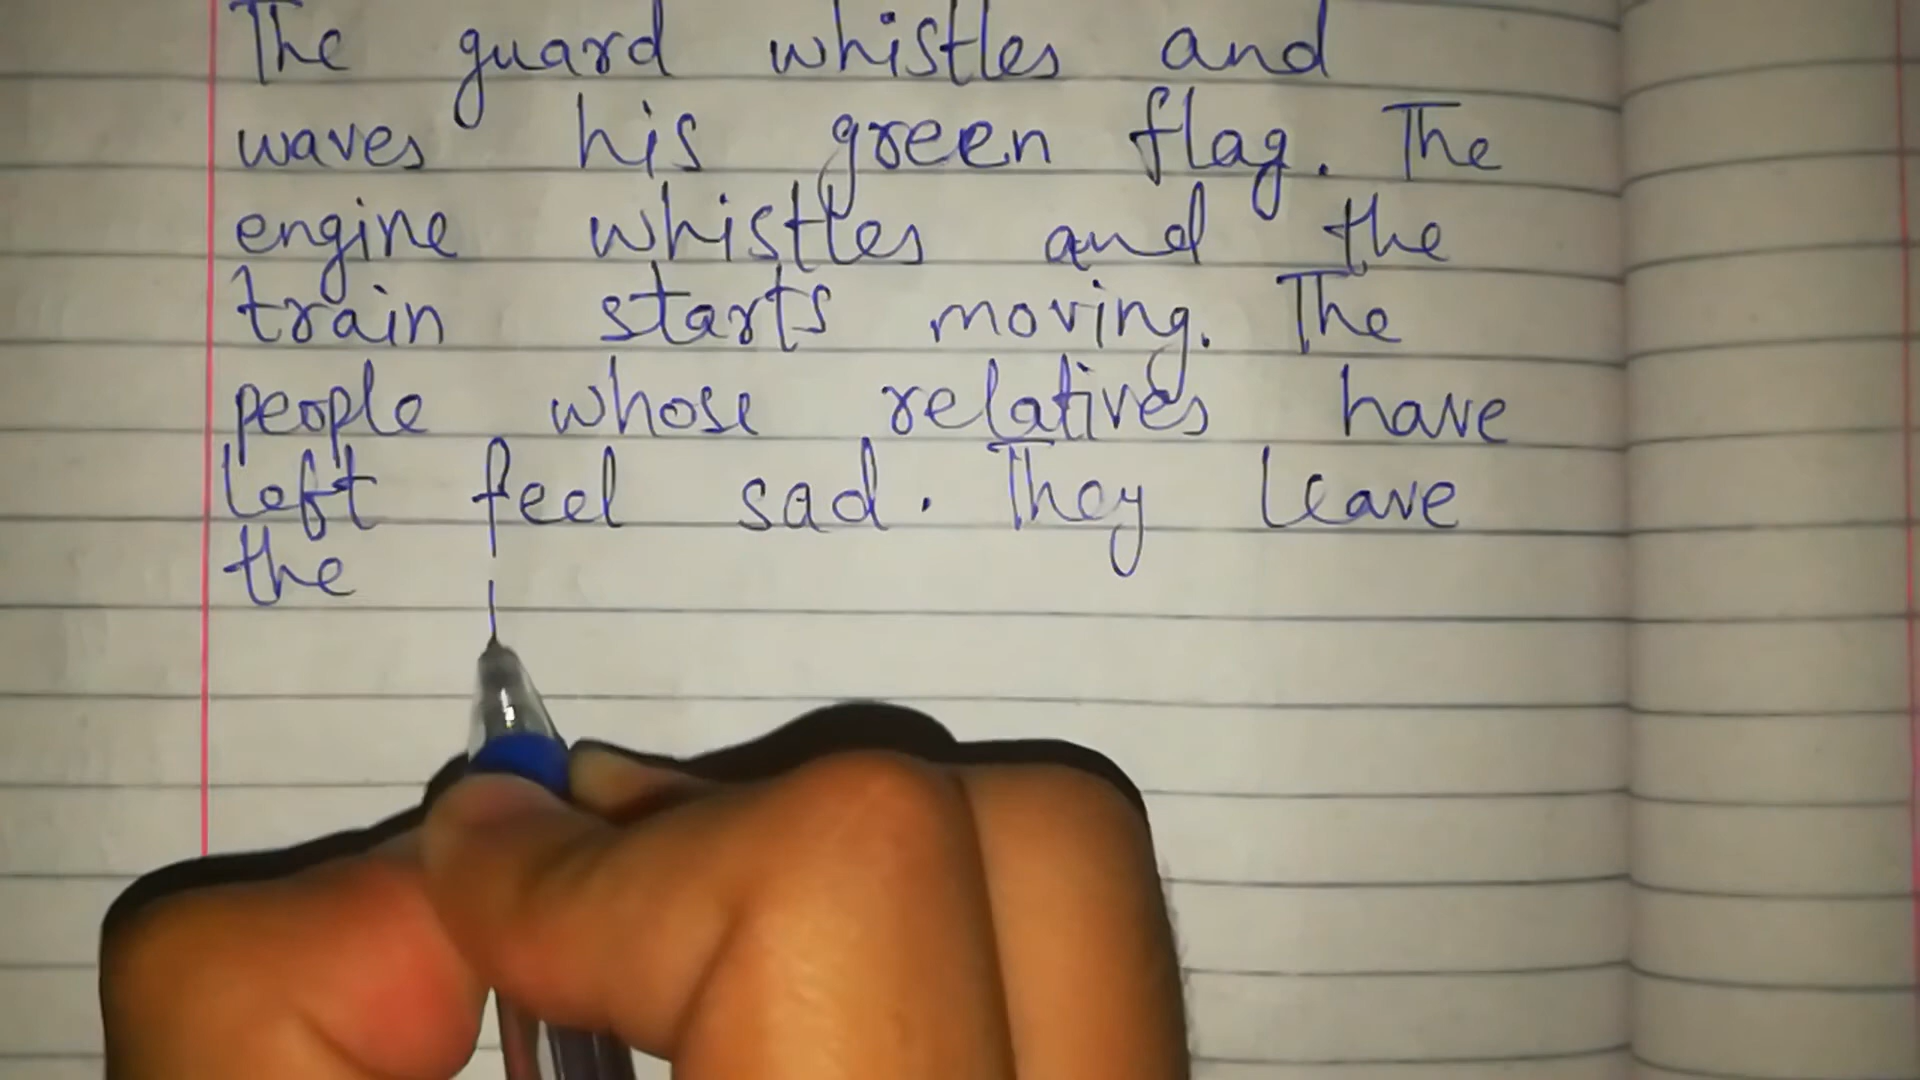 The guard whistles and
waves his green flag. The
engine whistles and the
train starts moving. The
people whose relatives have
left feel sad. They leave
the